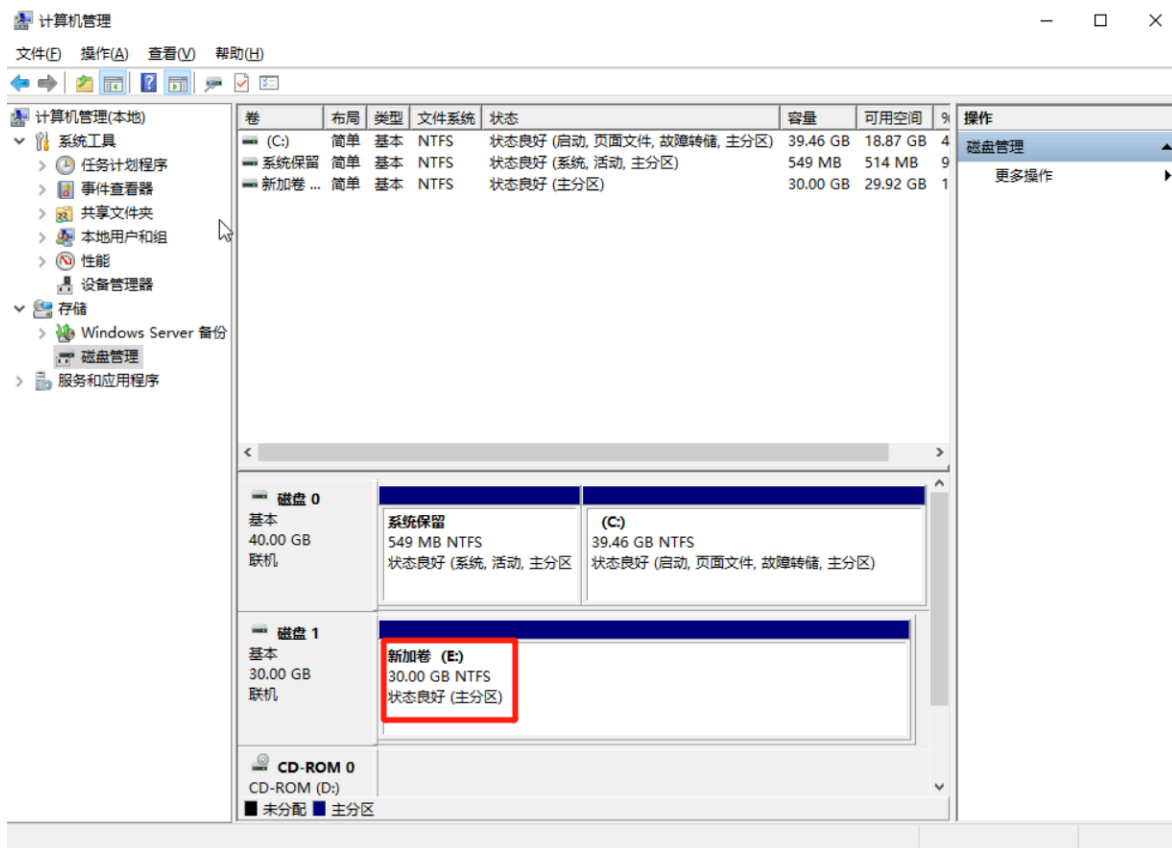 计算机管理
文件(F) 操作(A) 查看(V) 帮助(H)
计算机管理(本地)
系统工具
任务计划程序
事件查看器
共享文件夹
本地用户和组
性能
设备管理器
存储
Windows Server 备份
磁盘管理
服务和应用程序
卷 布局 类型 文件系统 状态 容量 可用空间 %
(C:) 简单 基本 NTFS 状态良好 (启动, 页面文件, 故障转储, 主分区) 39.46 GB 18.87 GB 4
系统保留 简单 基本 NTFS 状态良好 (系统, 活动, 主分区) 549 MB 514 MB 9
新加卷 ... 简单 基本 NTFS 状态良好 (主分区) 30.00 GB 29.92 GB 1
磁盘 0
基本
40.00 GB
联机
系统保留
549 MB NTFS
状态良好 (系统, 活动, 主分区
(C:)
39.46 GB NTFS
状态良好 (启动, 页面文件, 故障转储, 主分区)
磁盘 1
基本
30.00 GB
联机
新加卷 (E:)
30.00 GB NTFS
状态良好 (主分区)
CD-ROM 0
CD-ROM (D:)
未分配 主分区
操作
磁盘管理
更多操作